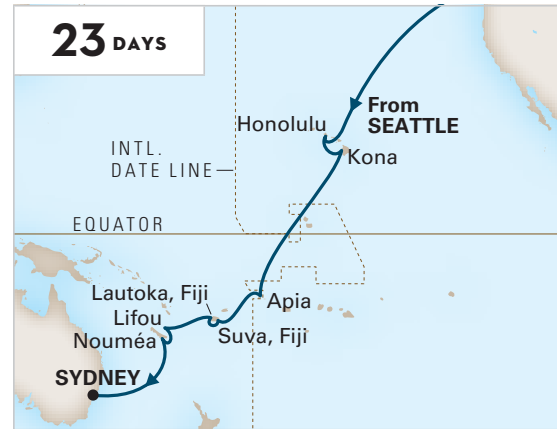 23 DAYS
From
SEATTLE
Honolulu
Kona
INTL.
DATE LINE
EQUATOR
Lautoka, Fiji
Apia
Lifou
Suva, Fiji
Nouméa
SYDNEY